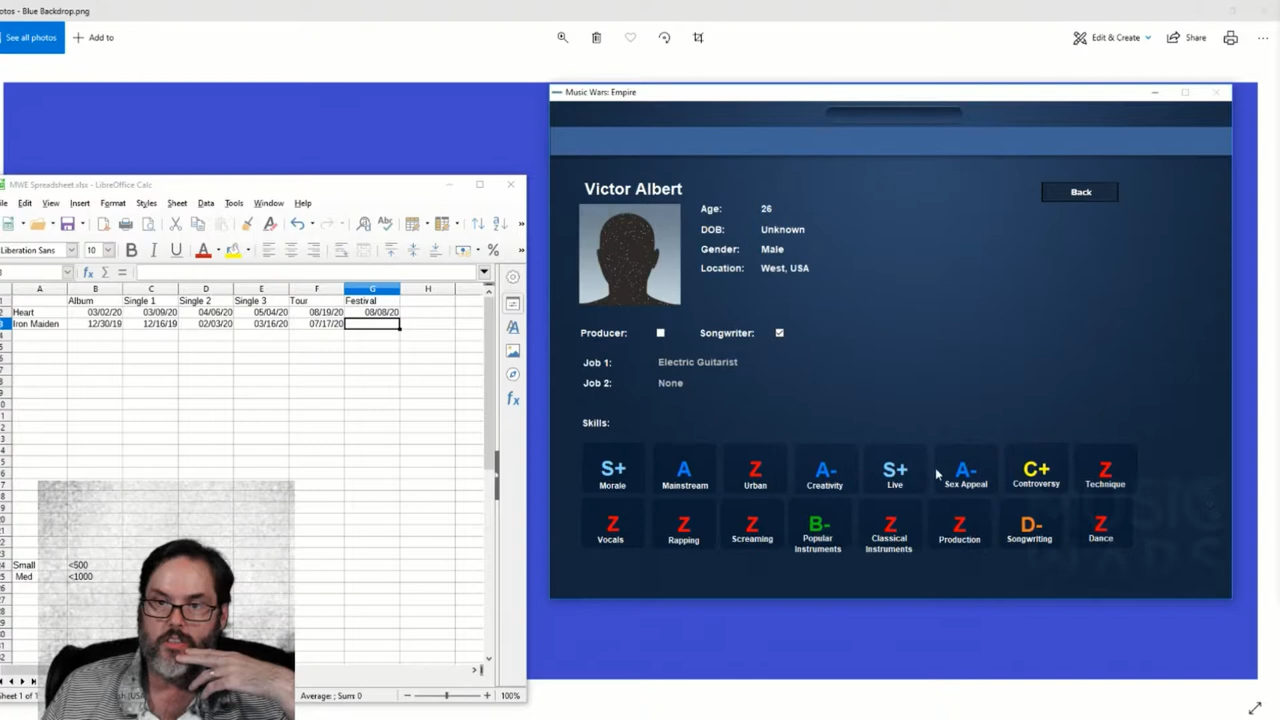 otos - Blue Backdrop.png
See all photos
Add to
Edit & Create
Share
MWE Spreadsheet.xlsx - LibreOffice Calc
Edit View Insert Format Styles Sheet Data Tools Window Help
Liberation Sans 10
A B C D E F G H
Album Single 1 Single 2 Single 3 Tour Festival
Heart 03/02/20 03/09/20 04/06/20 05/04/20 08/19/20 08/08/20
Iron Maiden 12/30/19 12/16/19 02/03/20 03/16/20 07/17/20
Small <500
Med <1000
Sheet 1 of 1
Average: ; Sum: 0
100%
Music Wars: Empire
Victor Albert
Back
Age: 26
DOB: Unknown
Gender: Male
Location: West, USA
Producer: Songwriter:
Job 1: Electric Guitarist
Job 2: None
Skills:
S+ A Z A- S+ A- C+ Z
Morale Mainstream Urban Creativity Live Sex Appeal Controversy Technique
Z Z Z B- Z Z D- Z
Vocals Rapping Screaming Popular Instruments Classical Instruments Production Songwriting Dance